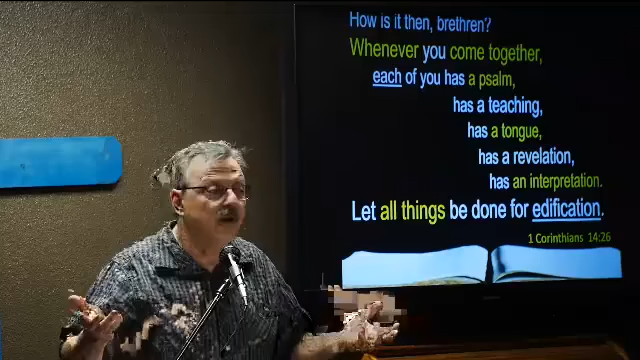 How is it then, brethren?
Whenever you come together,
each of you has a psalm,
has a teaching,
has a tongue,
has a revelation,
has an interpretation.
Let all things be done for edification.
1 Corinthians 14:26